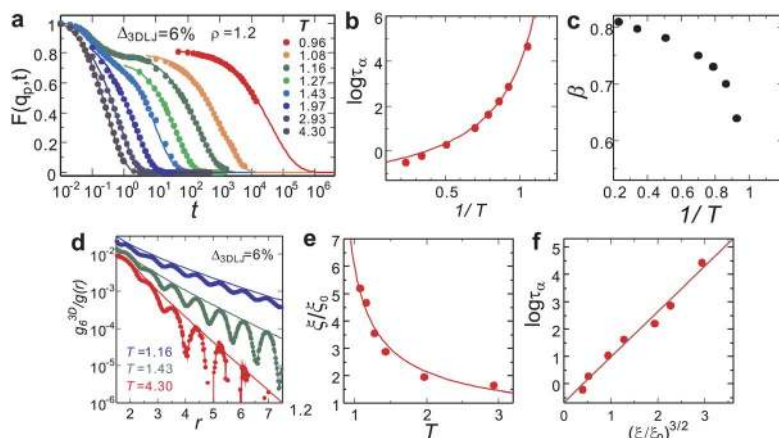 a
Δ3DLJ=6% ρ=1.2
F(qp,t)
1
0.8
0.6
0.4
0.2
0
10⁻² 10⁻¹ 10⁰ 10¹ 10² 10³ 10⁴ 10⁵ 10⁶
t
T
0.96
1.08
1.16
1.27
1.43
1.97
2.93
4.30
b
logτα
6
4
2
0
0.5 1
1/T
c
β
0.8
0.7
0.6
0.2 0.4 0.6 0.8 1
1/T
d
Δ3DLJ=6%
g₆³ᴰ/g(r)
10⁻²
10⁻³
10⁻⁴
10⁻⁵
10⁻⁶
T=1.16
T=1.43
T=4.30
2 3 4 5 6 7
r
1.2
e
ξ/ξ₀
7
6
5
4
3
2
1
1 2 3
T
f
logτα
5
4
3
2
1
0
0 1 2 3
(ξ/ξ₀)³/²